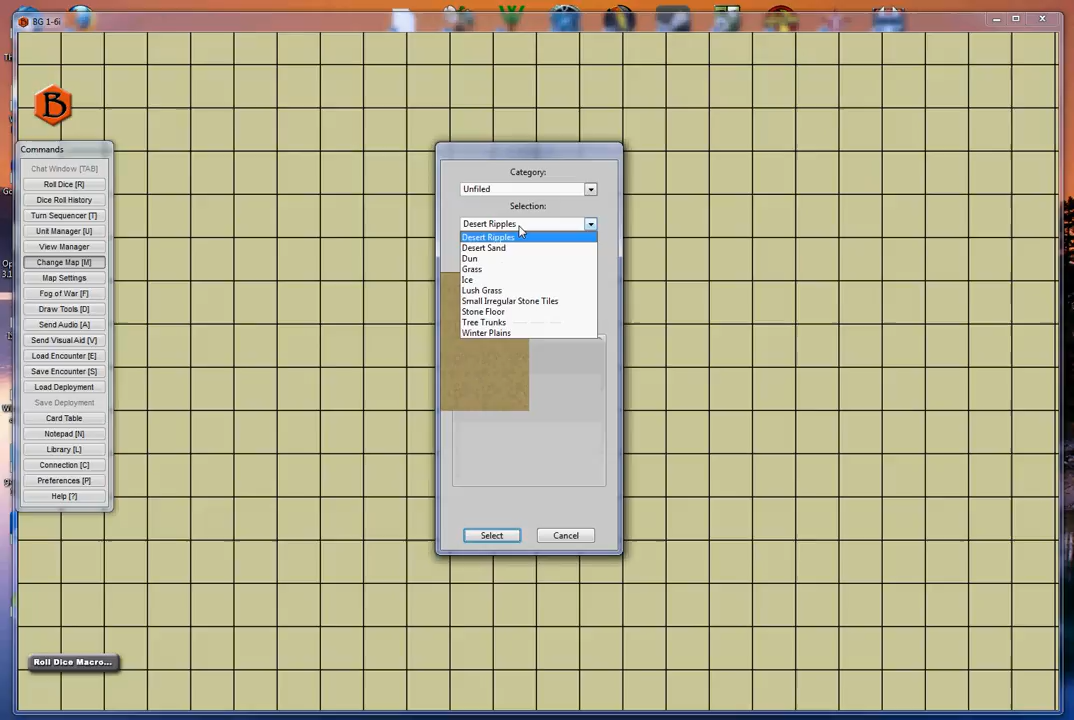 BG 1-6i
B
Commands
Chat Window [TAB]
Roll Dice [R]
Dice Roll History
Turn Sequencer [T]
Unit Manager [U]
View Manager
Change Map [M]
Map Settings
Fog of War [F]
Draw Tools [D]
Send Audio [A]
Send Visual Aid [V]
Load Encounter [E]
Save Encounter [S]
Load Deployment
Save Deployment
Card Table
Notepad [N]
Library [L]
Connection [C]
Preferences [P]
Help [?]
Roll Dice Macro...
Category:
Unfiled
Selection:
Desert Ripples
Desert Ripples
Desert Sand
Dun
Grass
Ice
Lush Grass
Small Irregular Stone Tiles
Stone Floor
Tree Trunks
Winter Plains
Select
Cancel